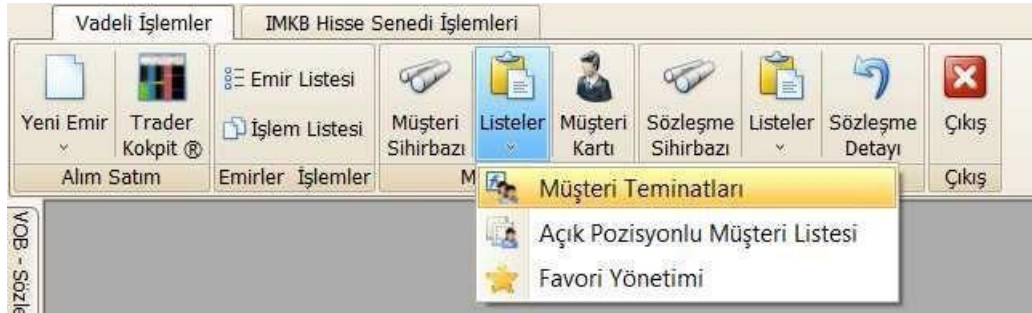 Vadeli İşlemler
IMKB Hisse Senedi İşlemleri
Yeni Emir
Trader
Kokpit ®
Emir Listesi
İşlem Listesi
Müşteri
Sihirbazı
Listeler
Müşteri
Kartı
Sözleşme
Sihirbazı
Listeler
Sözleşme
Detayı
Çıkış
Alım Satım
Emirler İşlemler
M
Çıkış
Müşteri Teminatları
Açık Pozisyonlu Müşteri Listesi
Favori Yönetimi
VOB - Sözle